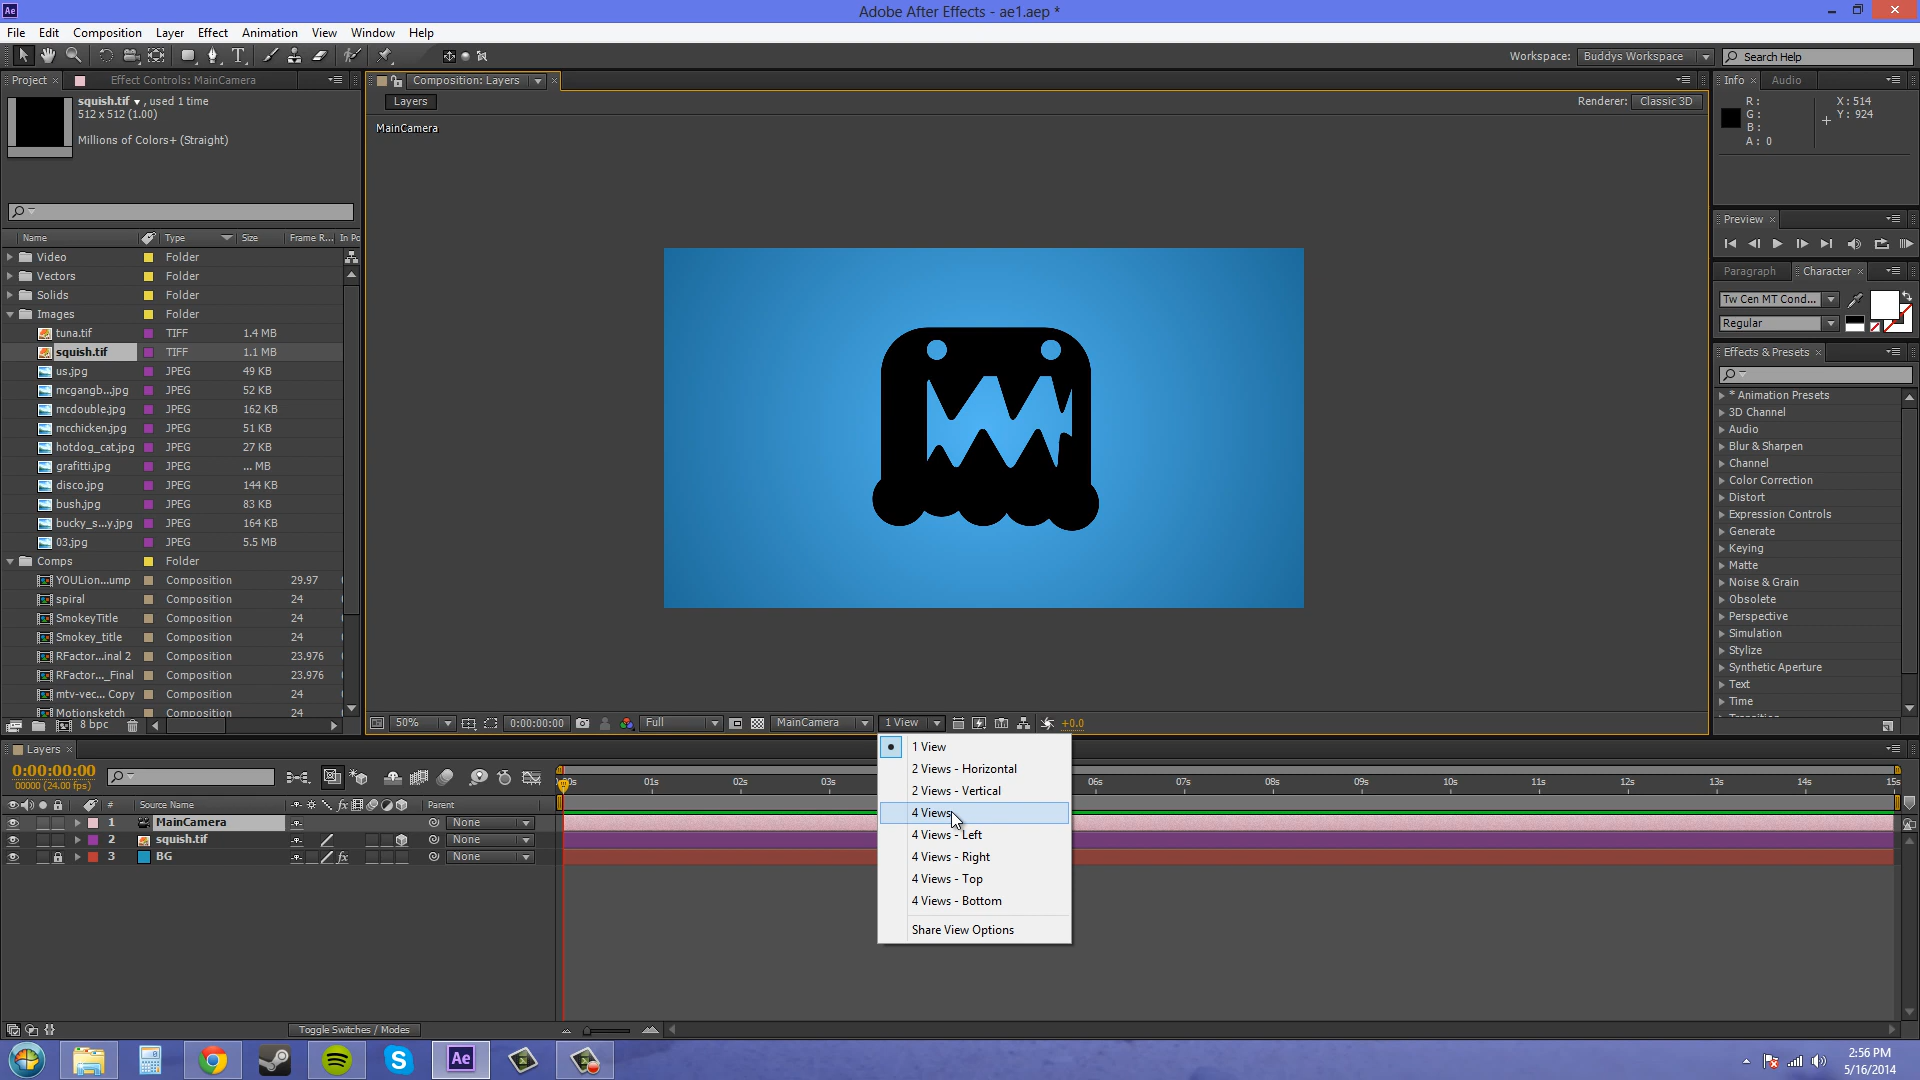 Ae
Adobe After Effects - ae1.aep *
File Edit Composition Layer Effect Animation View Window Help
Workspace: Buddys Workspace Search Help
Project × Effect Controls: MainCamera
squish.tif ▾ , used 1 time
512 x 512 (1.00)
Millions of Colors+ (Straight)
Name Type Size Frame R... In Po
Video Folder
Vectors Folder
Solids Folder
Images Folder
tuna.tif TIFF 1.4 MB
squish.tif TIFF 1.1 MB
us.jpg JPEG 49 KB
mcgangb...jpg JPEG 52 KB
mcdouble.jpg JPEG 162 KB
mcchicken.jpg JPEG 51 KB
hotdog_cat.jpg JPEG 27 KB
grafitti.jpg JPEG ... MB
disco.jpg JPEG 144 KB
bush.jpg JPEG 83 KB
bucky_s...y.jpg JPEG 164 KB
03.jpg JPEG 5.5 MB
Comps Folder
YOULion...ump Composition 29.97
spiral Composition 24
SmokeyTitle Composition 24
Smokey_title Composition 24
RFactor...inal 2 Composition 23.976
RFactor..._Final Composition 23.976
mtv-vec... Copy Composition 24
Motionsketch Composition 24
8 bpc
Composition: Layers ×
Layers
Renderer: Classic 3D
MainCamera
50% 0:00:00:00 Full MainCamera 1 View +0.0
1 View
2 Views - Horizontal
2 Views - Vertical
4 Views
4 Views - Left
4 Views - Right
4 Views - Top
4 Views - Bottom
Share View Options
Info × Audio
R: X: 514
G: Y: 924
B:
A: 0
Preview ×
Paragraph Character ×
Tw Cen MT Cond...
Regular
Effects & Presets ×
* Animation Presets
3D Channel
Audio
Blur & Sharpen
Channel
Color Correction
Distort
Expression Controls
Generate
Keying
Matte
Noise & Grain
Obsolete
Perspective
Simulation
Stylize
Synthetic Aperture
Text
Time
Layers ×
0:00:00:00
00000 (24.00 fps)
01s 02s 03s 06s 07s 08s 09s 10s 11s 12s 13s 14s 15s
# Source Name fx Parent
1 MainCamera None
2 squish.tif None
3 BG fx None
Toggle Switches / Modes
Ae
2:56 PM
5/16/2014